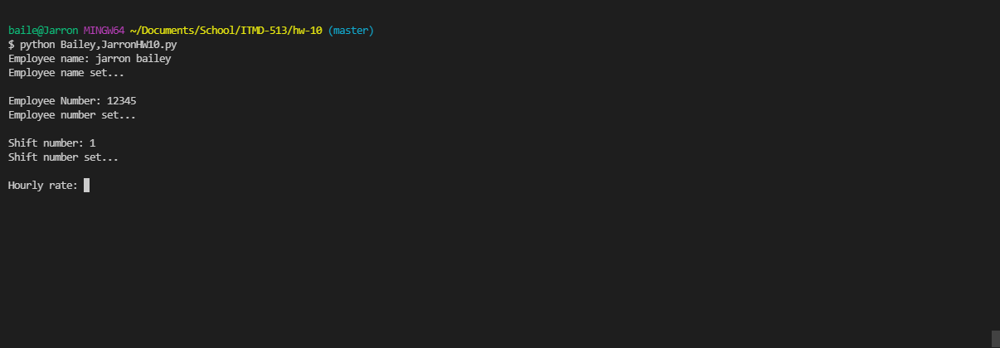 baile@Jarron MINGW64 ~/Documents/School/ITMD-513/hw-10 (master)
$ python Bailey,JarronHW10.py
Employee name: jarron bailey
Employee name set...
Employee Number: 12345
Employee number set...
Shift number: 1
Shift number set...
Hourly rate: